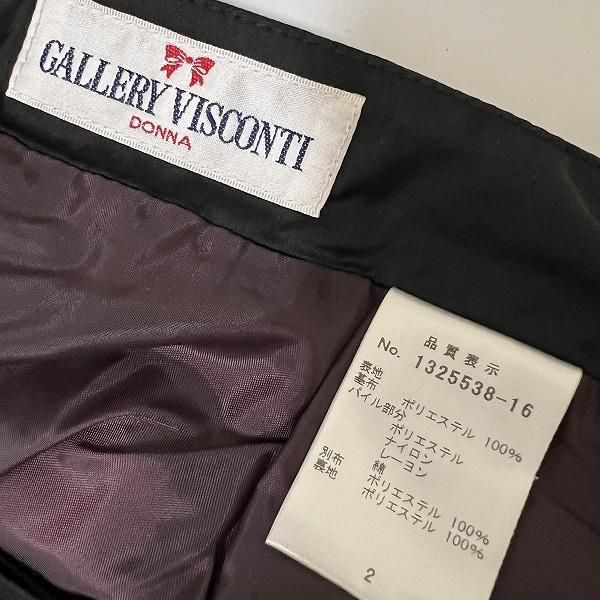 GALLERY VISCONTI
DONNA
品質表示
No. 1325538-16
表地
基布 ポリエステル 100%
パイル部分
ポリエステル
ナイロン
レーヨン
綿
別布 ポリエステル 100%
裏地 ポリエステル 100%
2